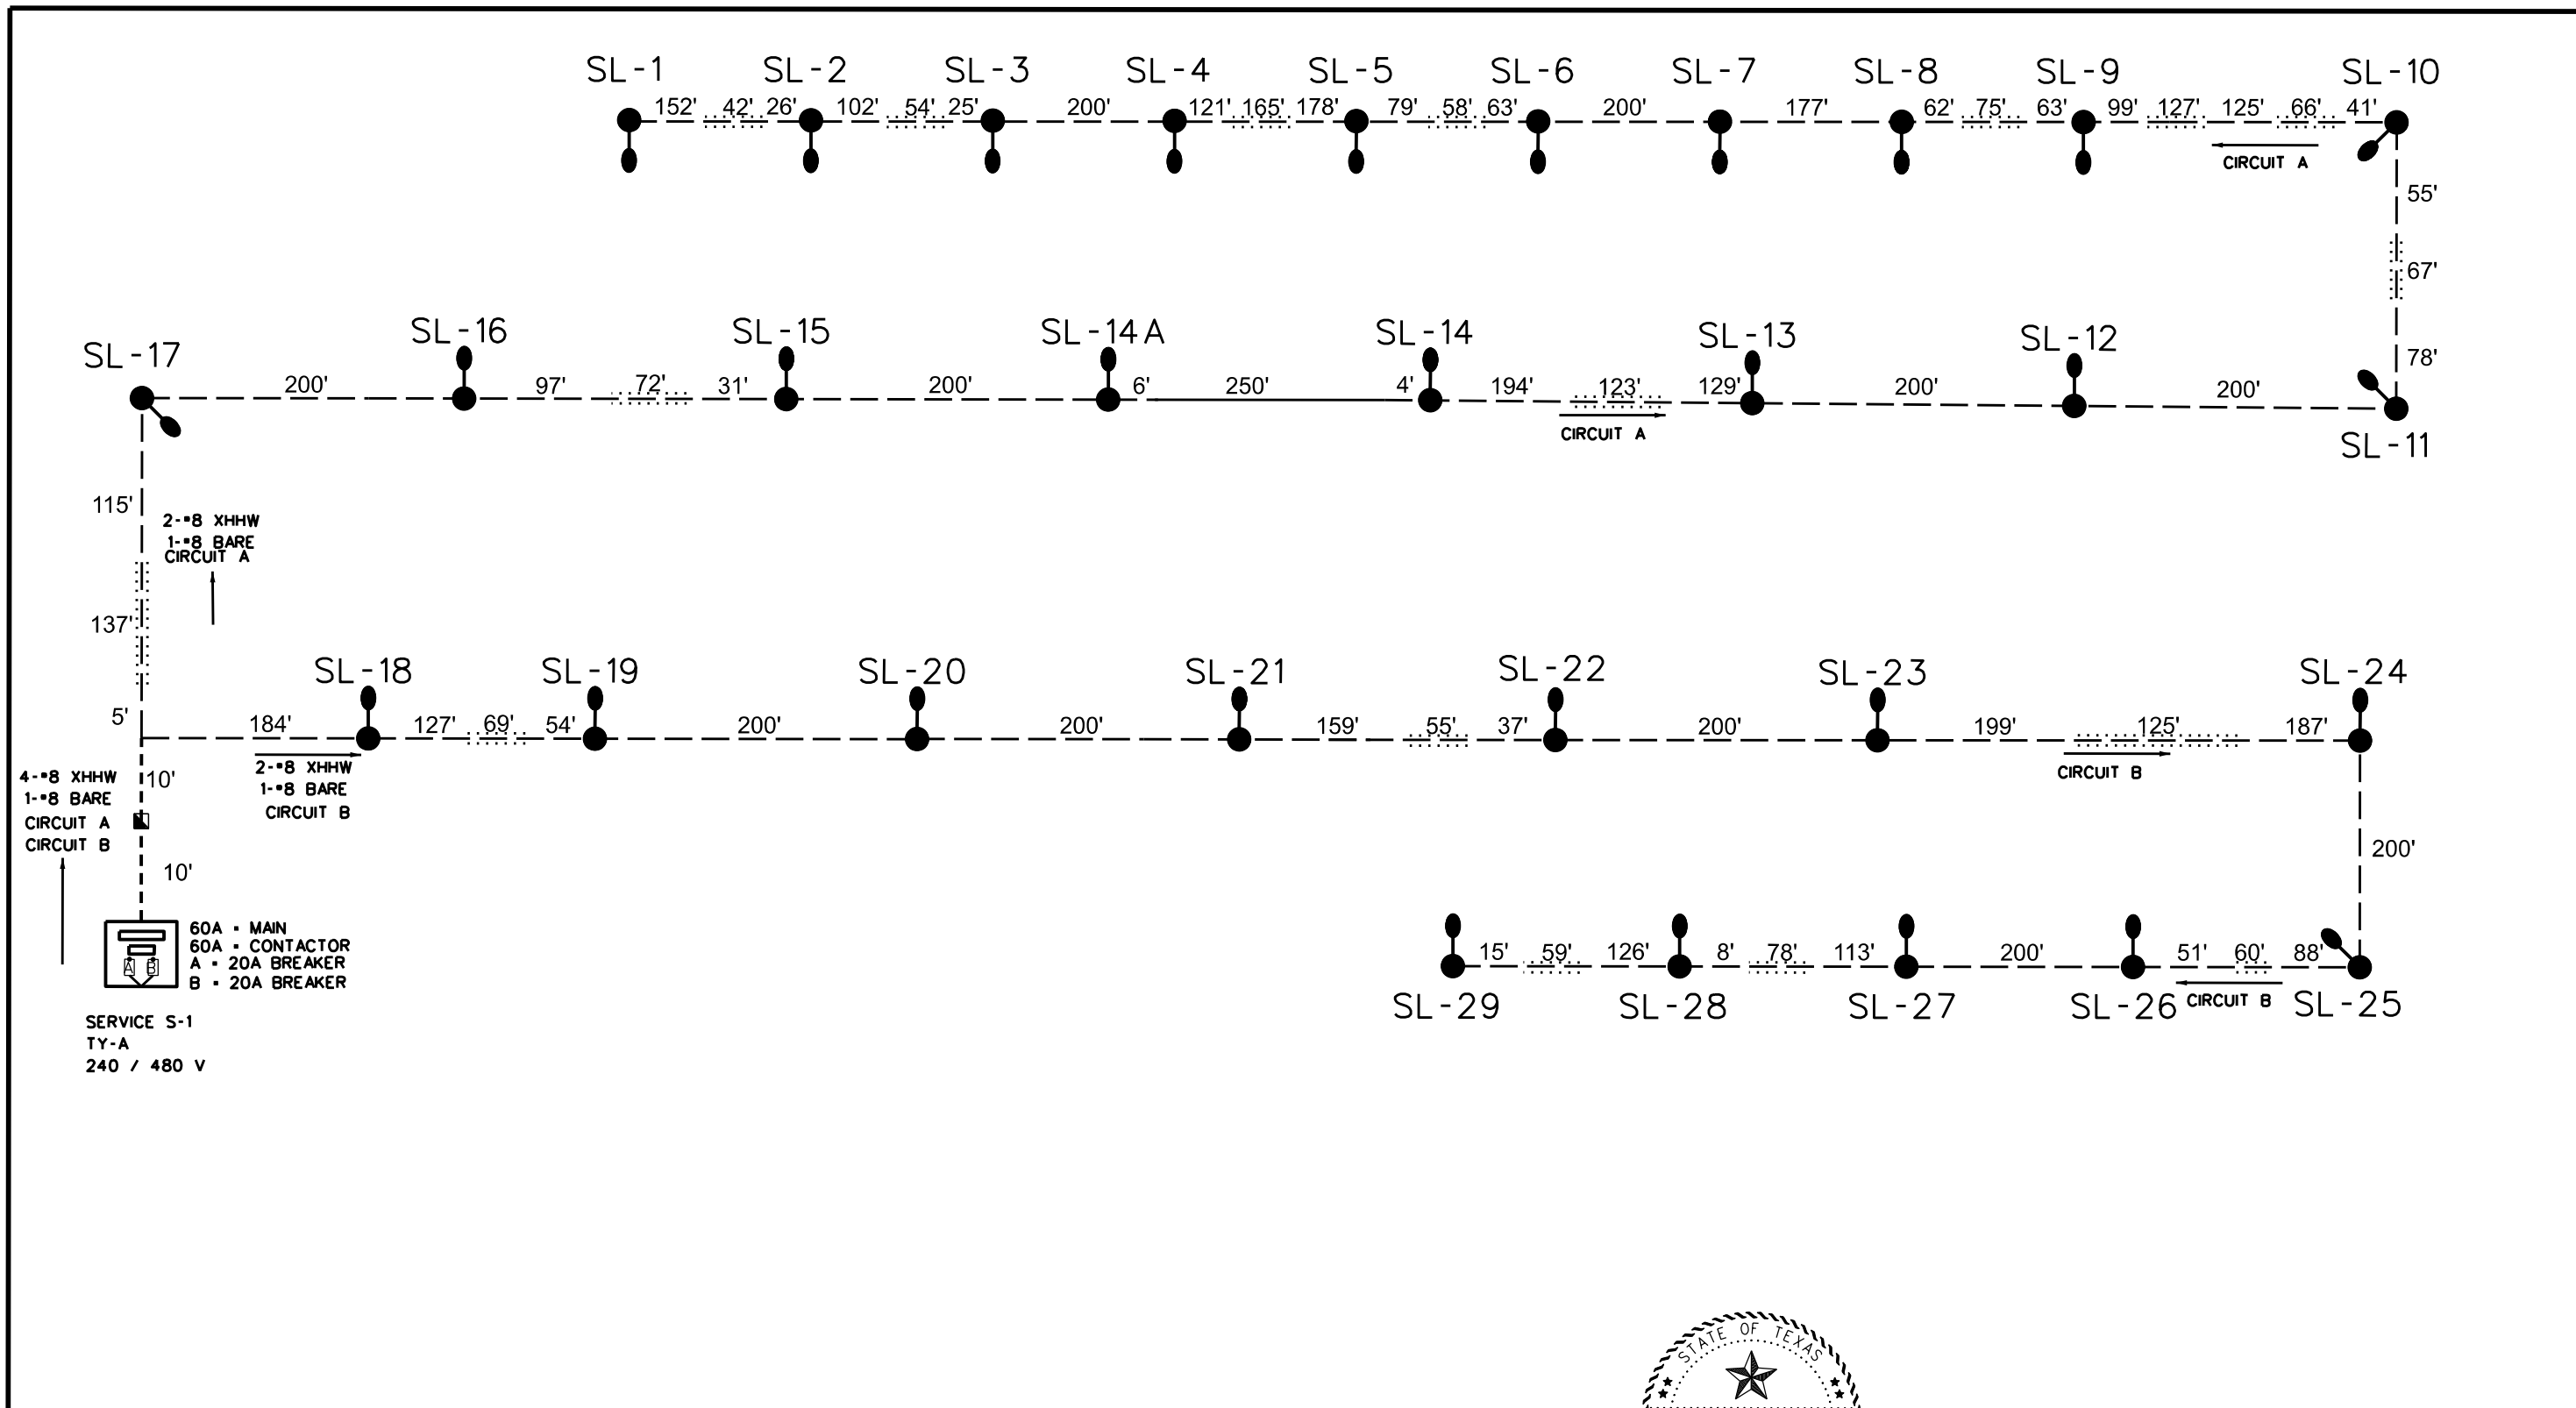 SL-1 SL-2 SL-3 SL-4 SL-5 SL-6 SL-7 SL-8 SL-9 SL-10
152' 42' 26' 102' 54' 25' 200' 121' 165' 178' 79' 58' 63' 200' 177' 62' 75' 63' 99' 127' 125' 66' 41'
CIRCUIT A
55'
67'
78'
SL-17 SL-16 SL-15 SL-14A SL-14 SL-13 SL-12
200' 97' 72' 31' 200' 6' 250' 4' 194' 123' 129' 200' 200'
CIRCUIT A
SL-11
115'
2-#8 XHHW
1-#8 BARE
CIRCUIT A
137'
5'
SL-18 SL-19 SL-20 SL-21 SL-22 SL-23 SL-24
184' 127' 69' 54' 200' 200' 159' 55' 37' 200' 199' 125' 187'
2-#8 XHHW
1-#8 BARE
CIRCUIT B
CIRCUIT B
4-#8 XHHW
1-#8 BARE
CIRCUIT A
CIRCUIT B
10'
10'
200'
A B
60A = MAIN
60A = CONTACTOR
A = 20A BREAKER
B = 20A BREAKER
15' 59' 126' 8' 78' 113' 200' 51' 60' 88'
SL-29 SL-28 SL-27 SL-26 CIRCUIT B SL-25
SERVICE S-1
TY-A
240 / 480 V
STATE OF TEXAS